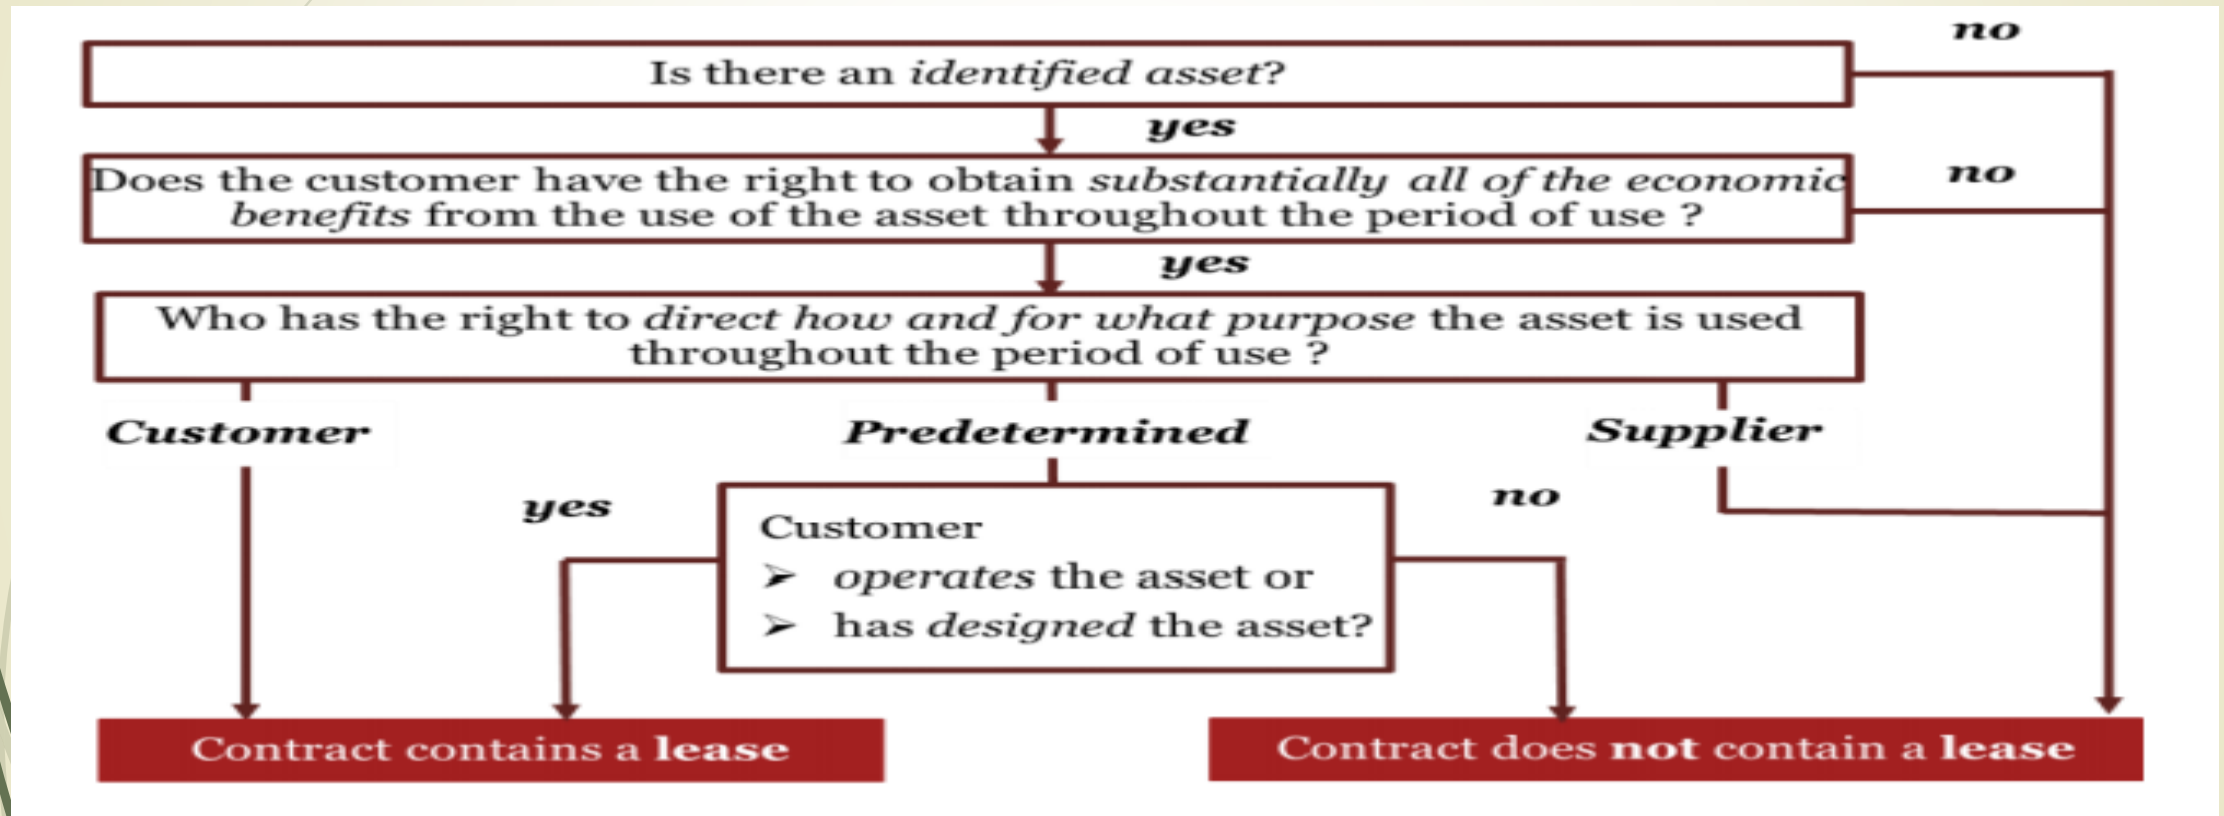 no
Is there an identified asset?
yes
Does the customer have the right to obtain substantially all of the economic
benefits from the use of the asset throughout the period of use ?
no
yes
Who has the right to direct how and for what purpose the asset is used
throughout the period of use ?
Customer
Predetermined
Supplier
yes
no
Customer
➢ operates the asset or
➢ has designed the asset?
Contract contains a lease
Contract does not contain a lease